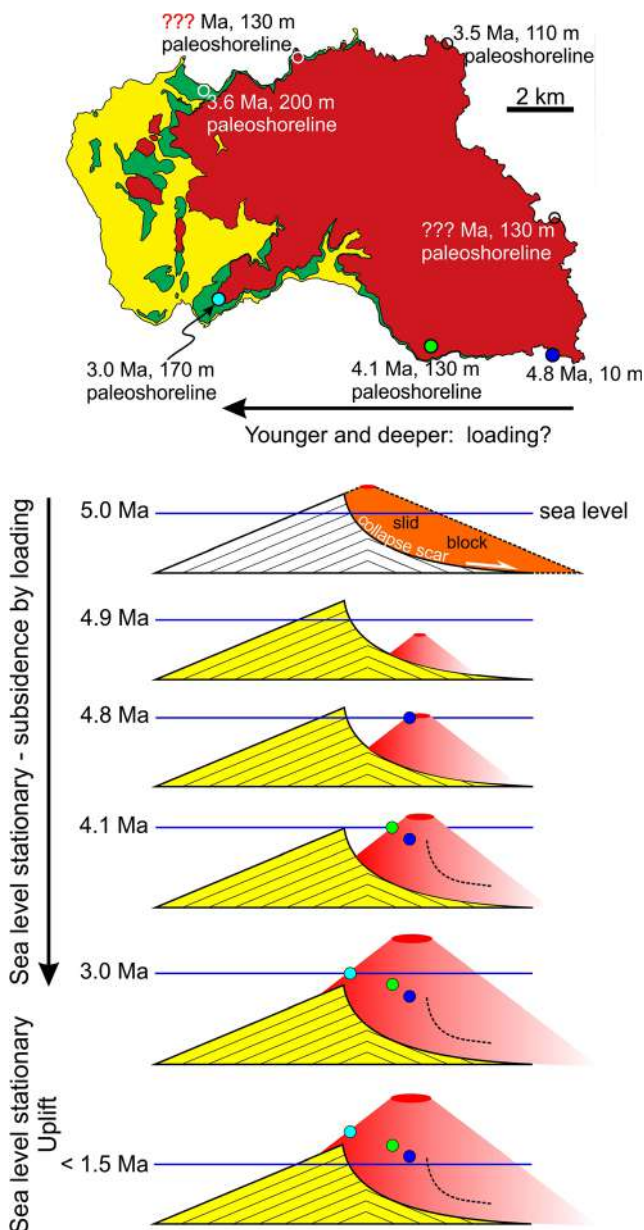 ??? Ma, 130 m
paleoshoreline
3.5 Ma, 110 m
paleoshoreline
3.6 Ma, 200 m
paleoshoreline
2 km
??? Ma, 130 m
paleoshoreline
3.0 Ma, 170 m
paleoshoreline
4.1 Ma, 130 m
paleoshoreline
4.8 Ma, 10 m
Younger and deeper: loading?
Sea level stationary - subsidence by loading
5.0 Ma
sea level
slid
block
collapse scar
4.9 Ma
4.8 Ma
4.1 Ma
3.0 Ma
Sea level stationary
Uplift
< 1.5 Ma